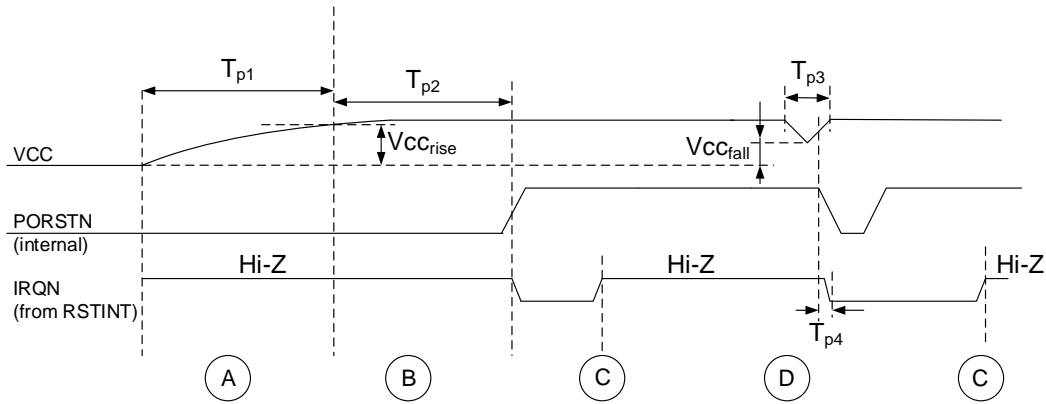 Tp1
Tp2
Tp3
VCC
Vccrise
Vccfall
PORSTN
(internal)
Hi-Z
Hi-Z
Hi-Z
IRQN
(from RSTINT)
Tp4
A
B
C
D
C